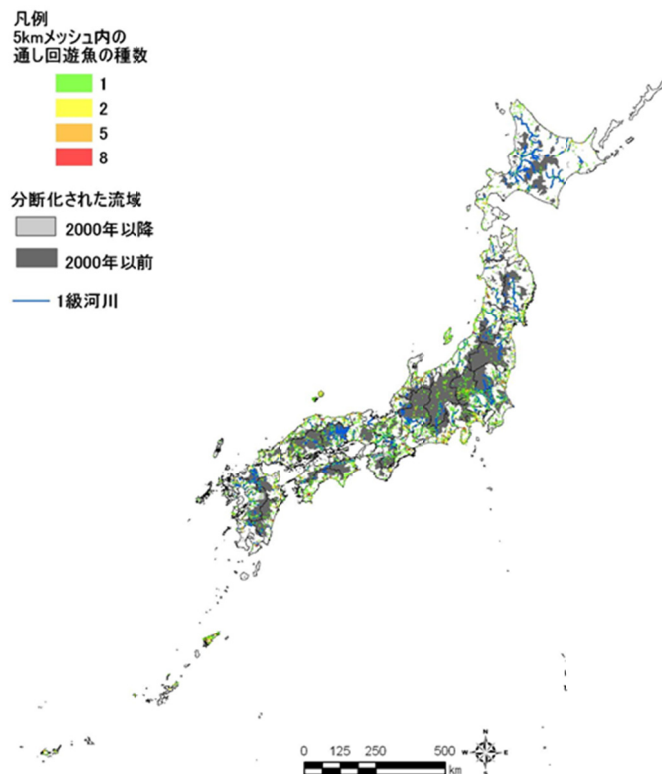 凡例
5kmメッシュ内の
通し回遊魚の種数
1
2
5
8
分断化された流域
2000年以降
2000年以前
1級河川
0 125 250 500
km
N
W E
S